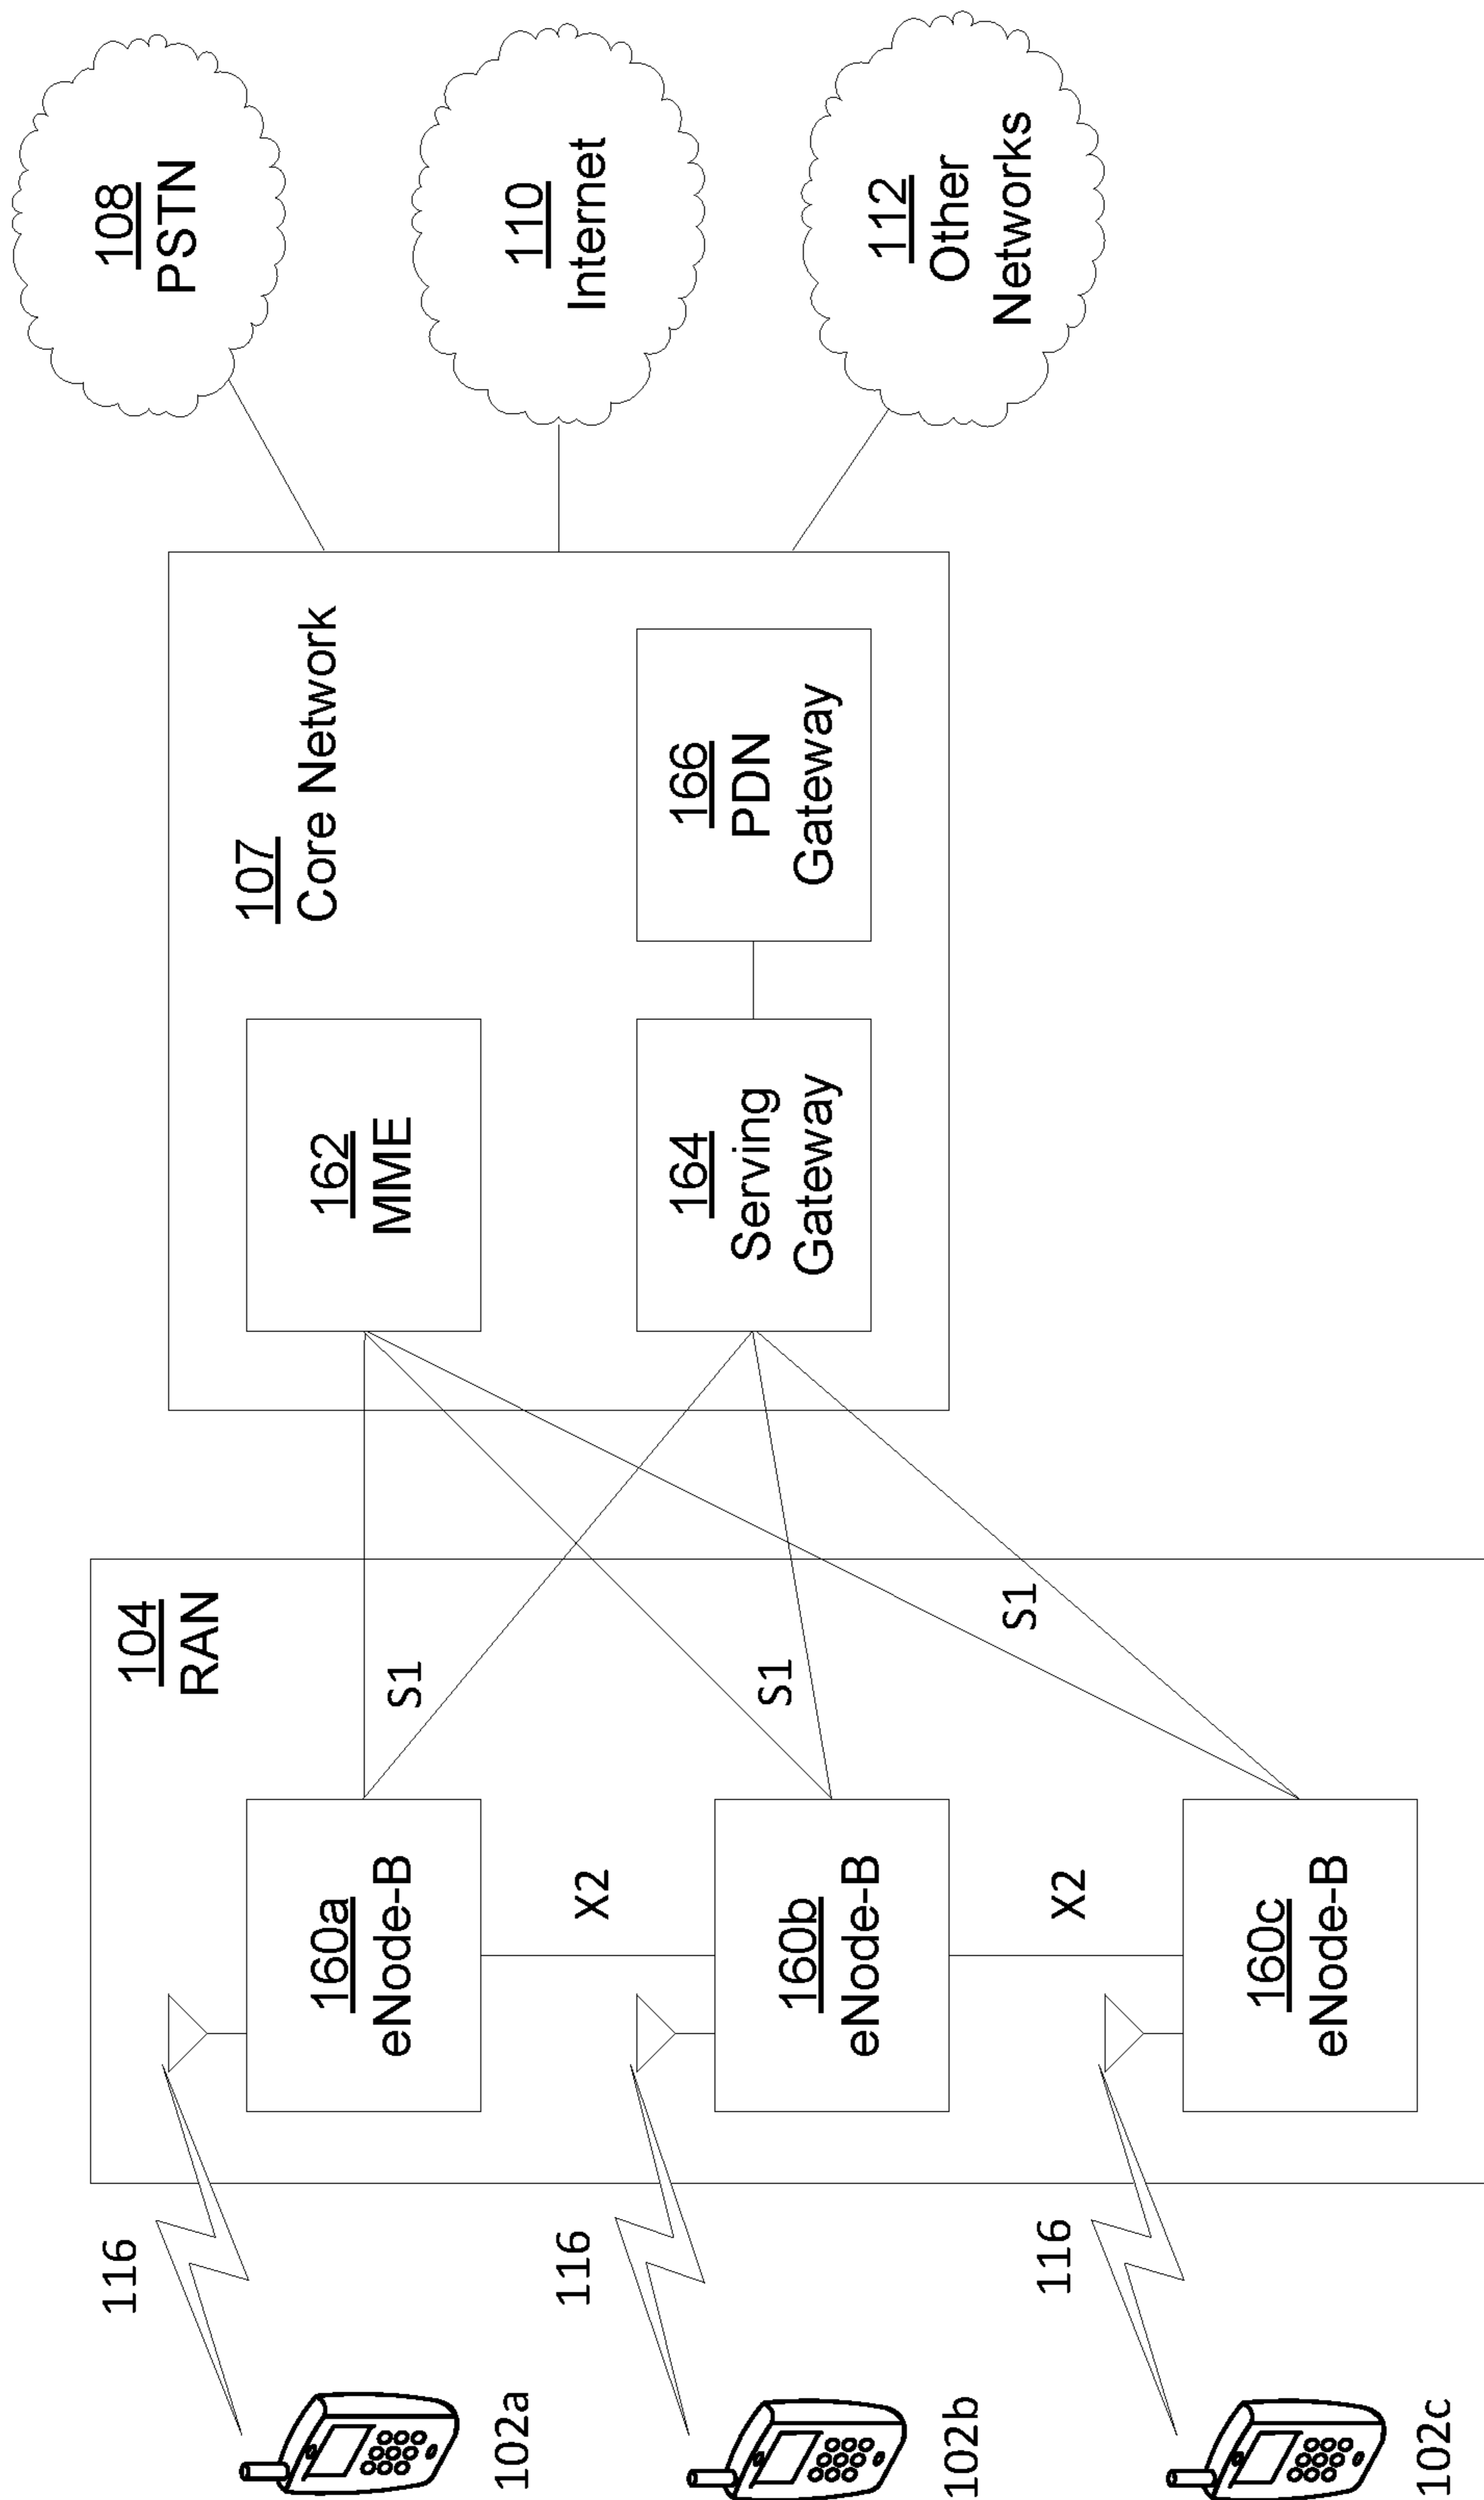 116
102a
116
102b
116
102c
104
RAN
160a
eNode-B
X2
160b
eNode-B
X2
160c
eNode-B
S1
S1
S1
107
Core Network
162
MME
164
Serving
Gateway
166
PDN
Gateway
108
PSTN
110
Internet
112
Other
Networks